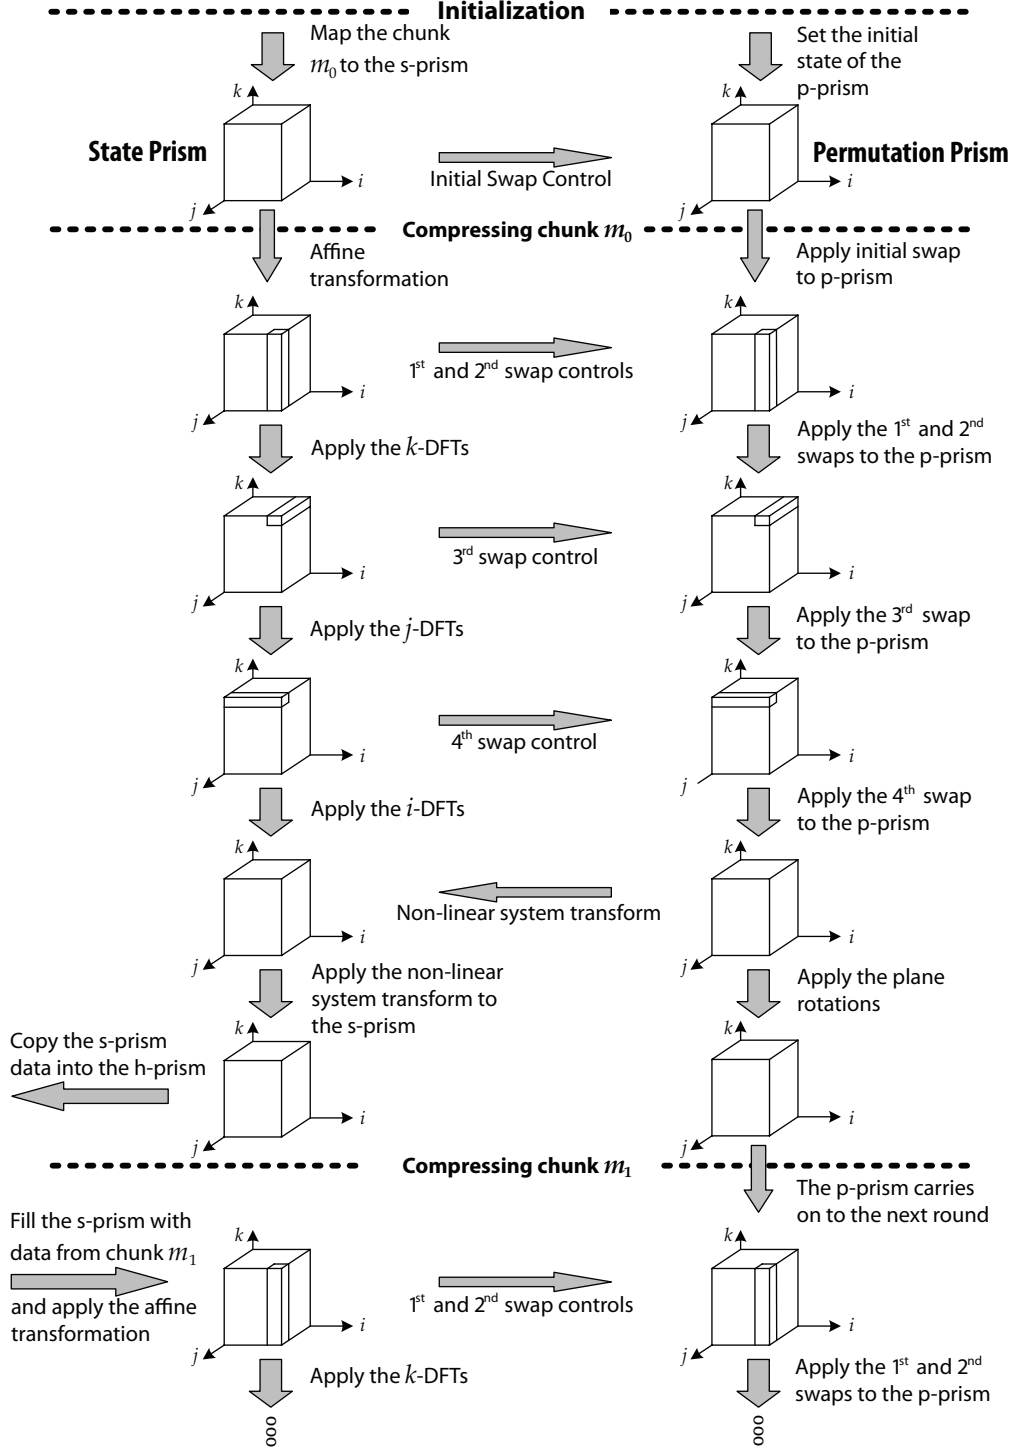 Initialization
Map the chunk
m₀ to the s-prism
Set the initial
state of the
p-prism
k
k
State Prism
Initial Swap Control
Permutation Prism
i
i
j
j
Compressing chunk m₀
Affine
transformation
Apply initial swap
to p-prism
k
k
1st and 2nd swap controls
i
i
j
j
Apply the k-DFTs
Apply the 1st and 2nd
swaps to the p-prism
k
k
3rd swap control
i
i
j
j
Apply the j-DFTs
Apply the 3rd swap
to the p-prism
k
k
4th swap control
i
i
j
j
Apply the i-DFTs
Apply the 4th swap
to the p-prism
k
k
Non-linear system transform
i
i
j
j
Apply the non-linear
system transform to
the s-prism
Apply the plane
rotations
k
k
Copy the s-prism
data into the h-prism
i
i
j
j
Compressing chunk m₁
The p-prism carries
on to the next round
Fill the s-prism with
data from chunk m₁
and apply the affine
transformation
k
k
1st and 2nd swap controls
i
i
j
j
Apply the k-DFTs
Apply the 1st and 2nd
swaps to the p-prism
ooo
ooo